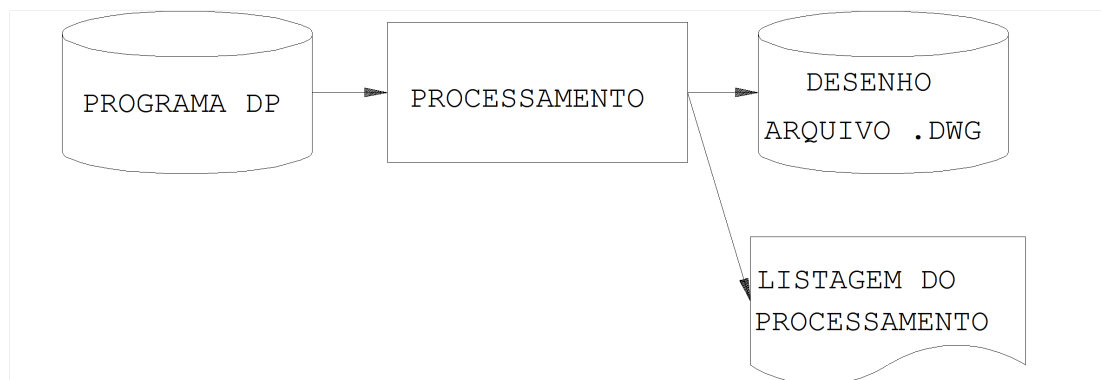 PROGRAMA DP
PROCESSAMENTO
DESENHO
ARQUIVO .DWG
LISTAGEM DO
PROCESSAMENTO